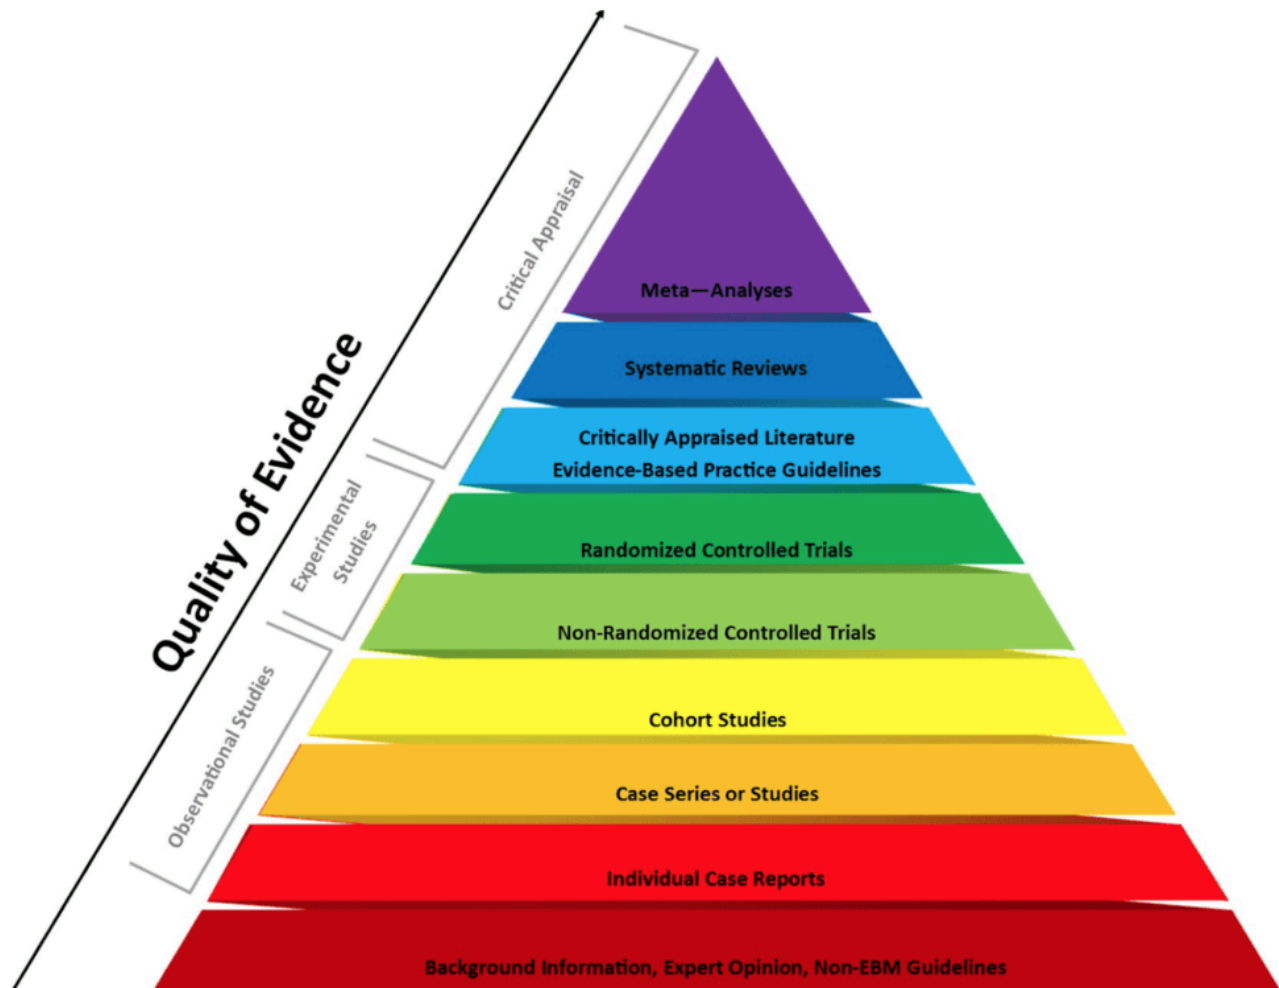 Quality of Evidence
Critical Appraisal
Experimental
Studies
Observational Studies
Meta—Analyses
Systematic Reviews
Critically Appraised Literature
Evidence-Based Practice Guidelines
Randomized Controlled Trials
Non-Randomized Controlled Trials
Cohort Studies
Case Series or Studies
Individual Case Reports
Background Information, Expert Opinion, Non-EBM Guidelines